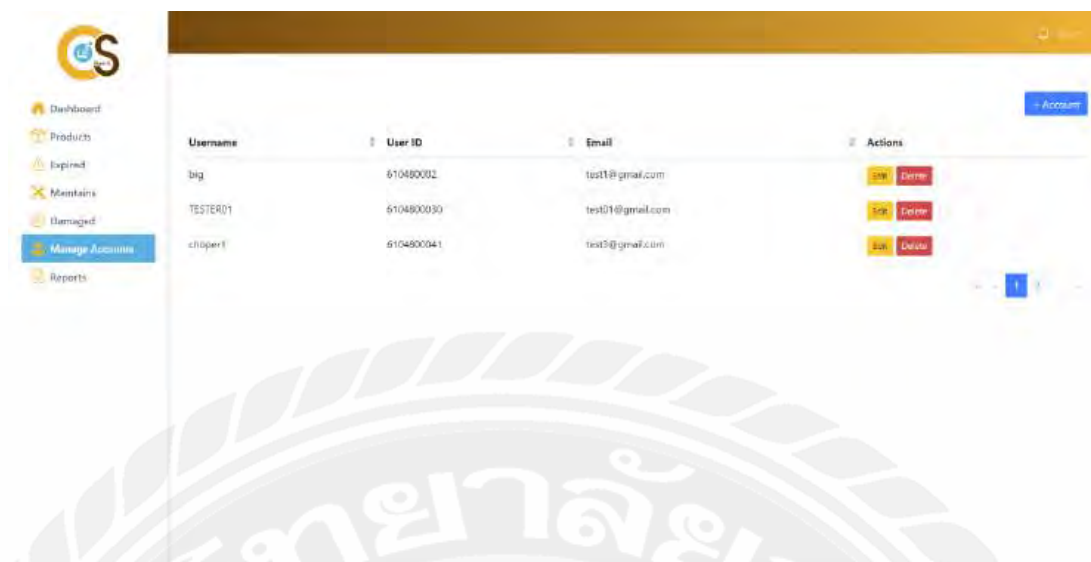 CS
Dashboard
Products
Expired
Maintains
Damaged
Manage Accounts
Reports
+ Account
Username User ID Email Actions
big 610480002 test1@gmail.com Edit Delete
TESTER01 6104800030 test01@gmail.com Edit Delete
6104800041 test3@gmail.com Edit Delete
1